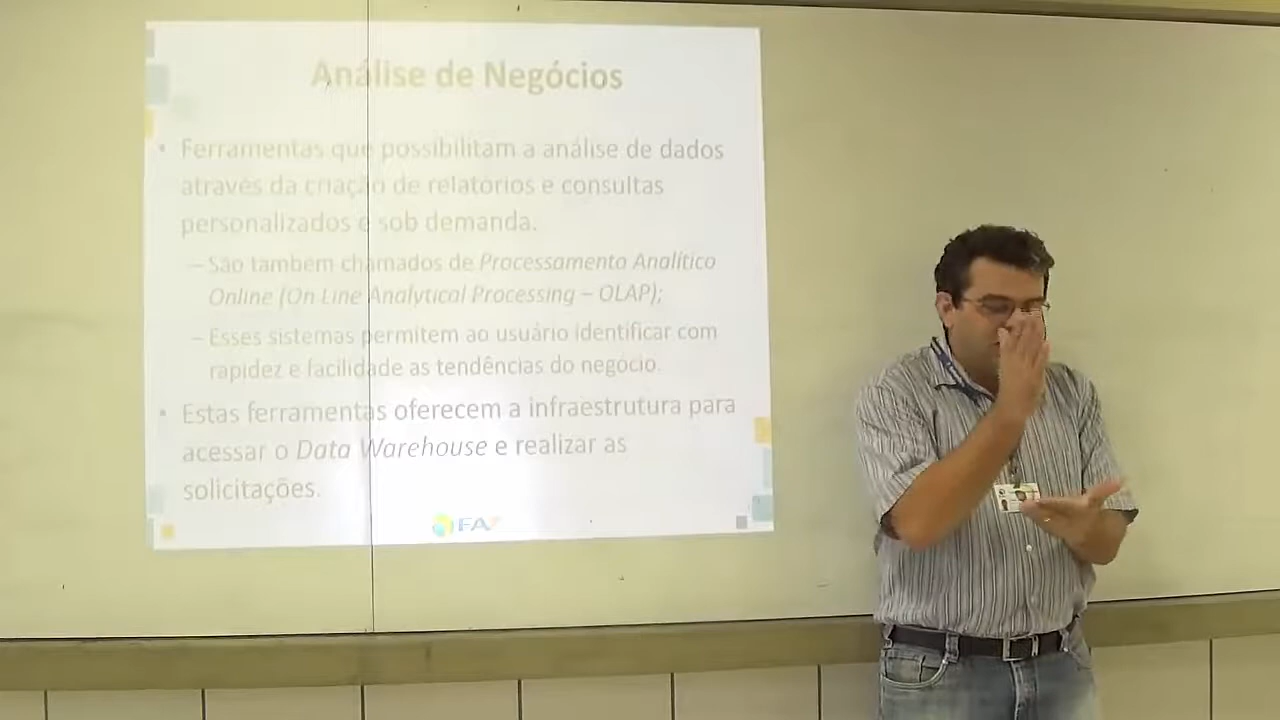 Análise de Negócios
• Ferramentas que possibilitam a análise de dados
através da criação de relatórios e consultas
personalizados e sob demanda.
– São também chamados de Processamento Analítico
Online (On Line Analytical Processing – OLAP);
– Esses sistemas permitem ao usuário identificar com
rapidez e facilidade as tendências do negócio.
• Estas ferramentas oferecem a infraestrutura para
acessar o Data Warehouse e realizar as
solicitações.